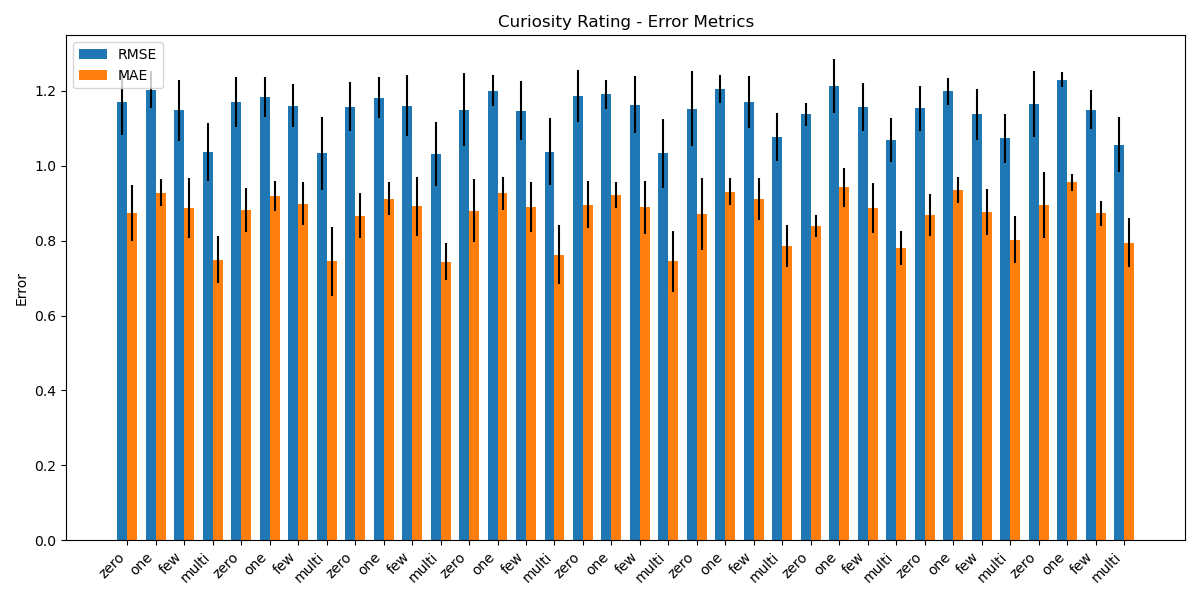 Curiosity Rating - Error Metrics
RMSE
MAE
Error
1.2
1.0
0.8
0.6
0.4
0.2
0.0
zero one few multi zero one few multi zero one few multi zero one few multi zero one few multi zero one few multi zero one few multi zero one few multi zero one few multi